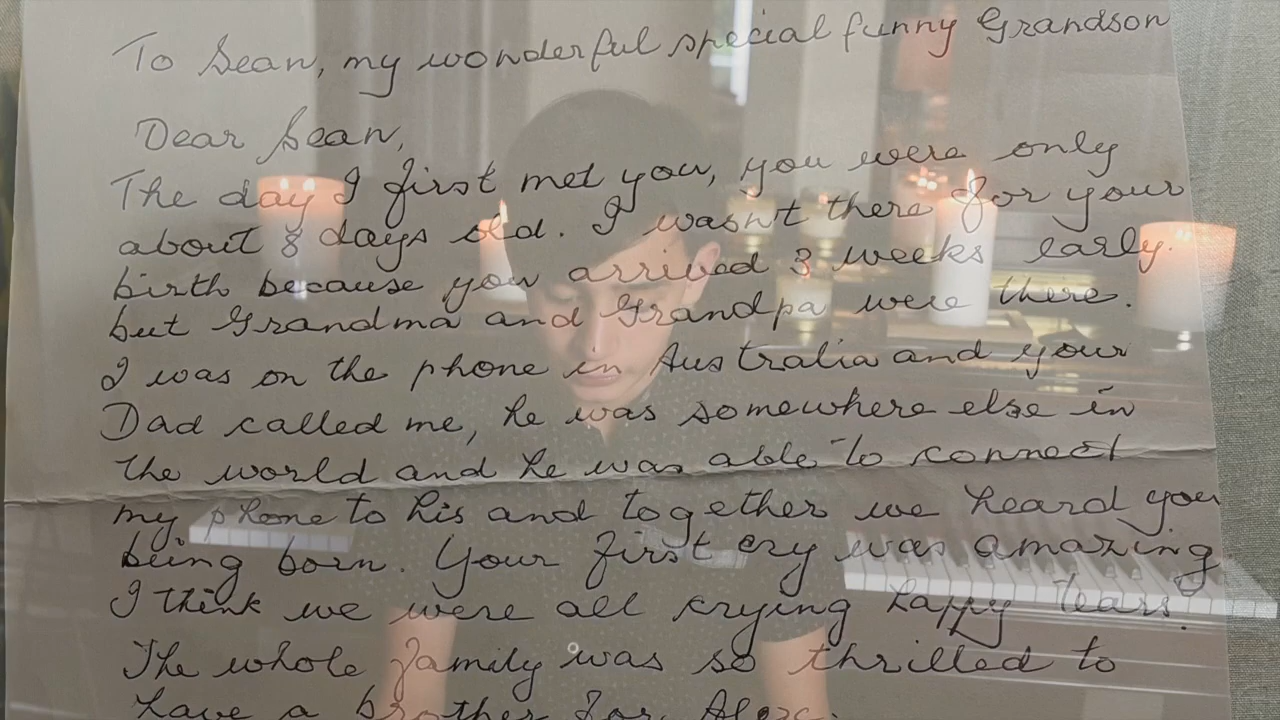 To Sean, my wonderful special funny Grandson
Dear Sean,
The day I first met you, you were only
about 8 days old. I wasn't there for your
birth because you arrived 3 weeks early.
but Grandma and Grandpa were there.
I was on the phone in Australia and your
Dad called me, he was somewhere else in
the world and he was able to connect
my phone to his and together we heard you
being born. Your first cry was amazing
I think we were all crying happy tears.
The whole family was so thrilled to
have a brother for Alex.